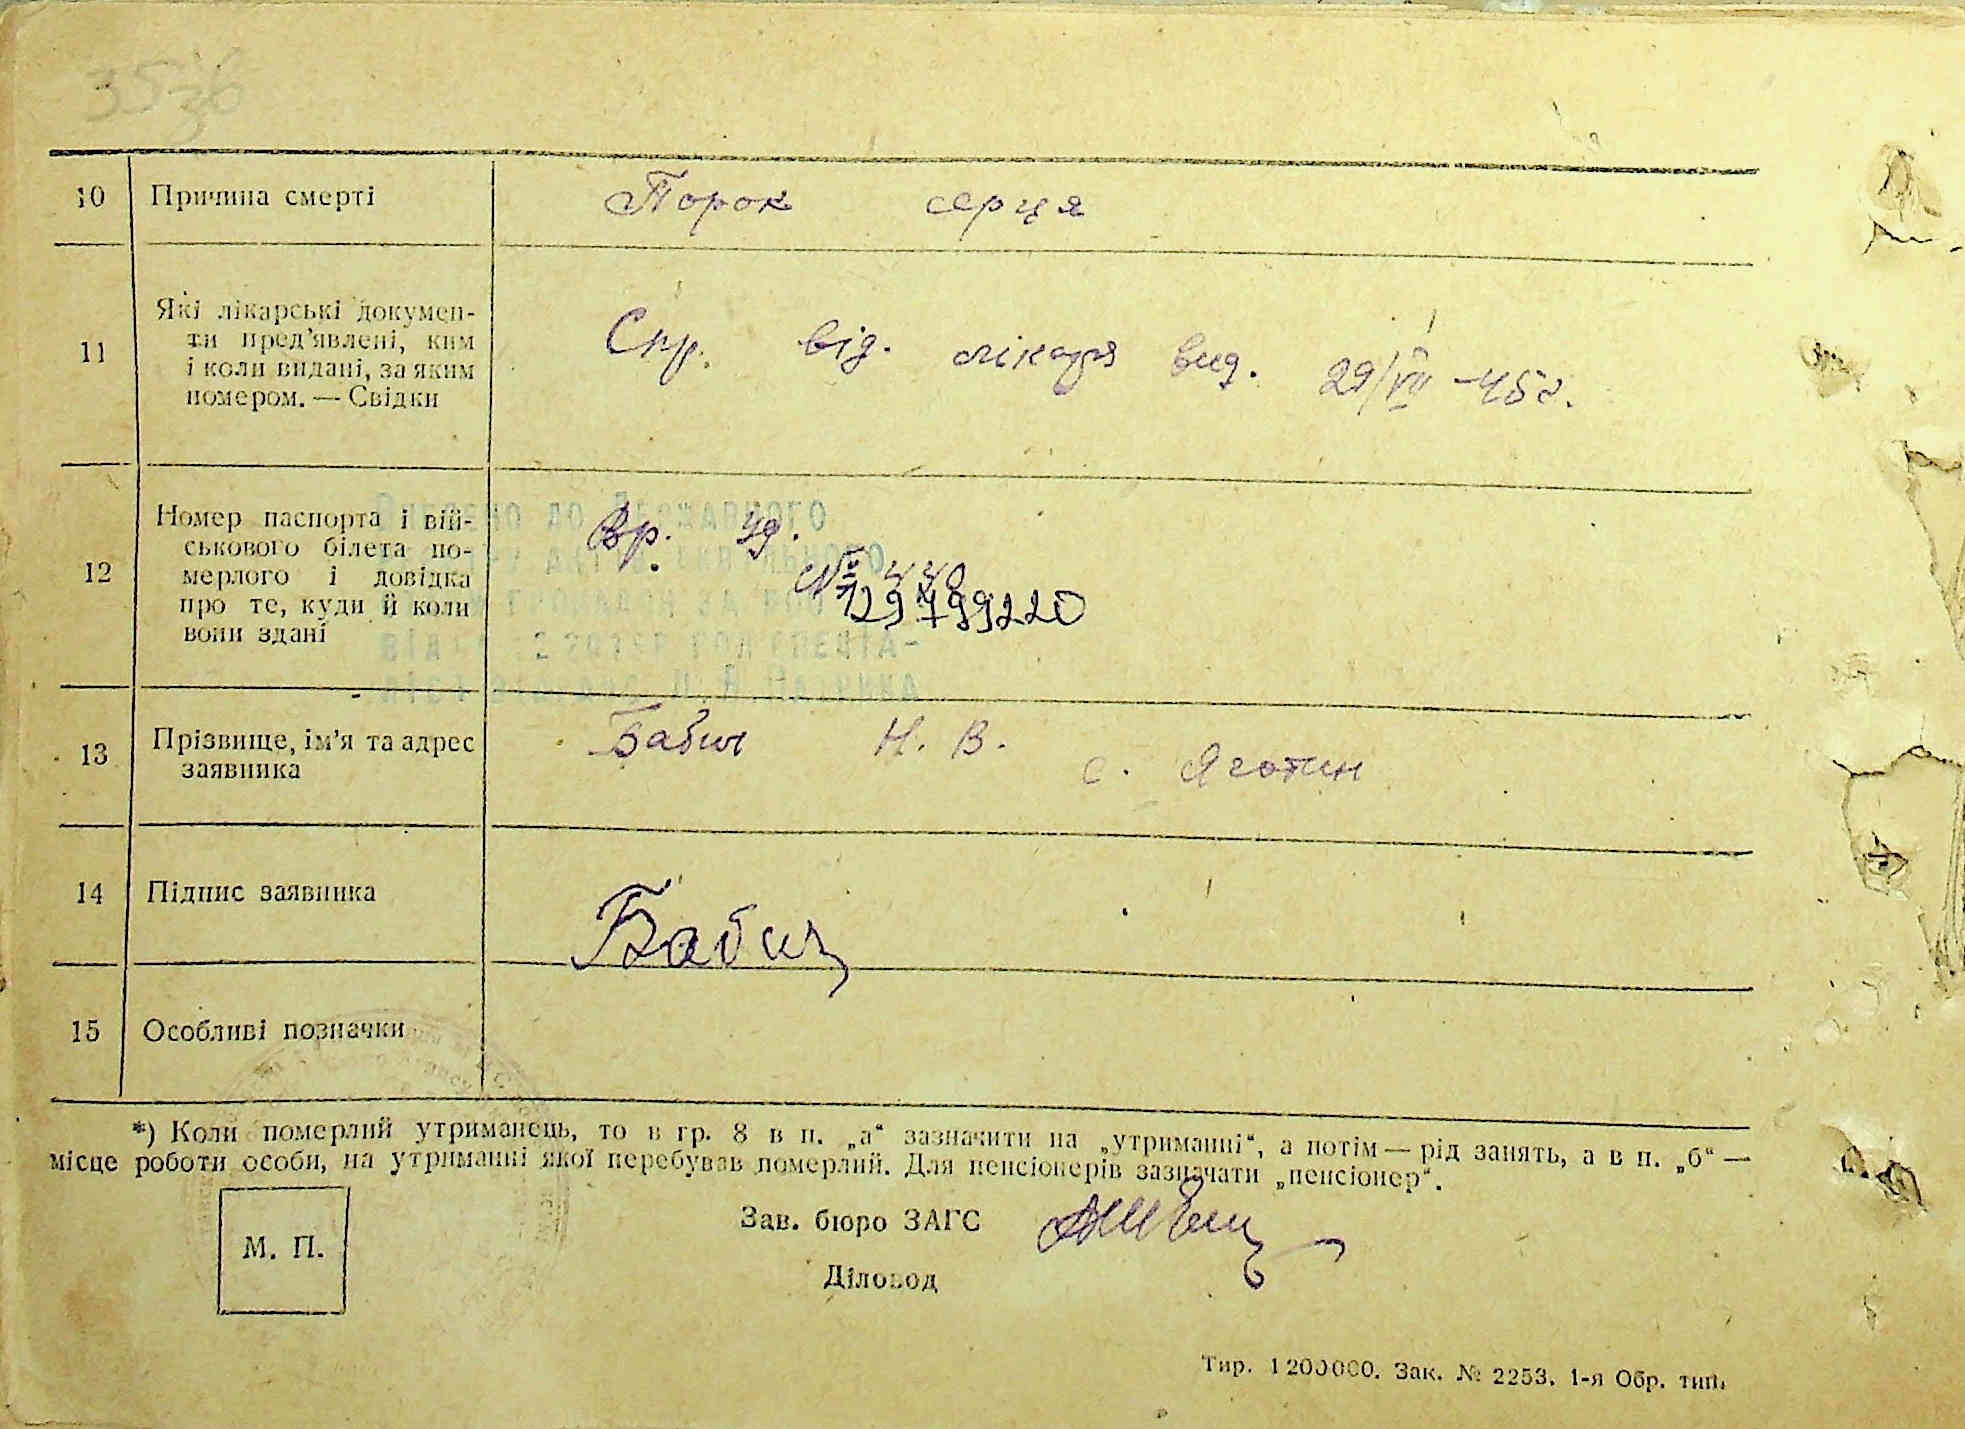 10 Причина смерті Порок серця
11 Які лікарські докумен-
ти пред’явлені, ким
і коли видані, за яким
номером. — Свідки
Спр. від. лікаря вид. 29/VII -45 г.
12 Номер паспорта і вій-
ськового білета по-
мерлого і довідка
про те, куди й коли
вони здані
Вр. уд.
№
13 Прізвище, ім’я та адрес
заявника
Бабич Н. В.
с. Яготин
14 Підпис заявника Бабич
15 Особливі позначки
*) Коли померлий утриманець, то в гр. 8 в п. „а“ зазначити на „утриманні“, а потім — рід занять, а в п. „б“ —
місце роботи особи, на утриманні якої перебував померлий. Для пенсіонерів зазначати „пенсіонер“.
М. П.
Зав. бюро ЗАГС
Діловод
Тир. 1200000. Зак. № 2253. 1-я Обр. тип.